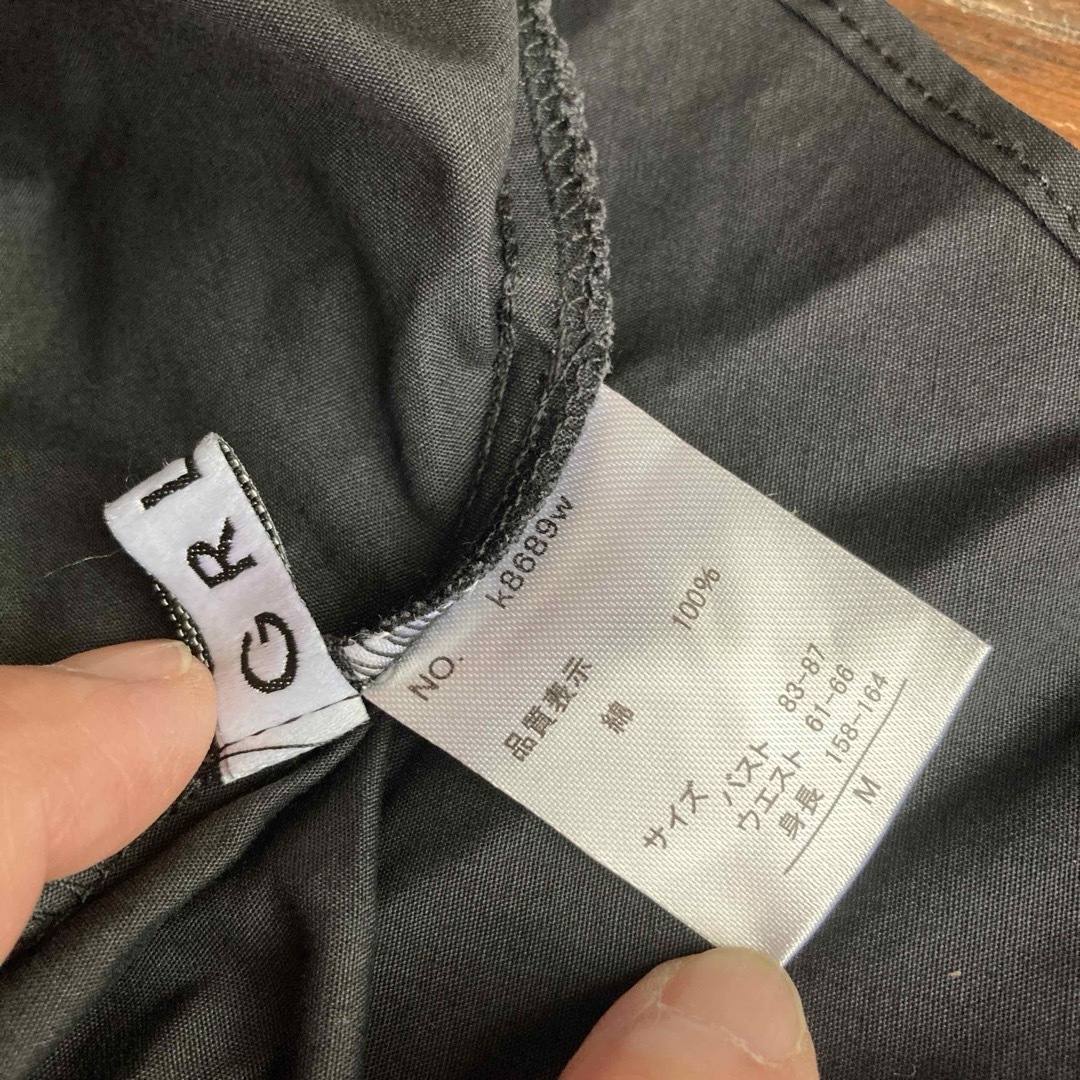 GRL
NO. k8689w
品質表示
綿 100%
サイズ
バスト 83-87
ウエスト 61-66
身長 158-164
M